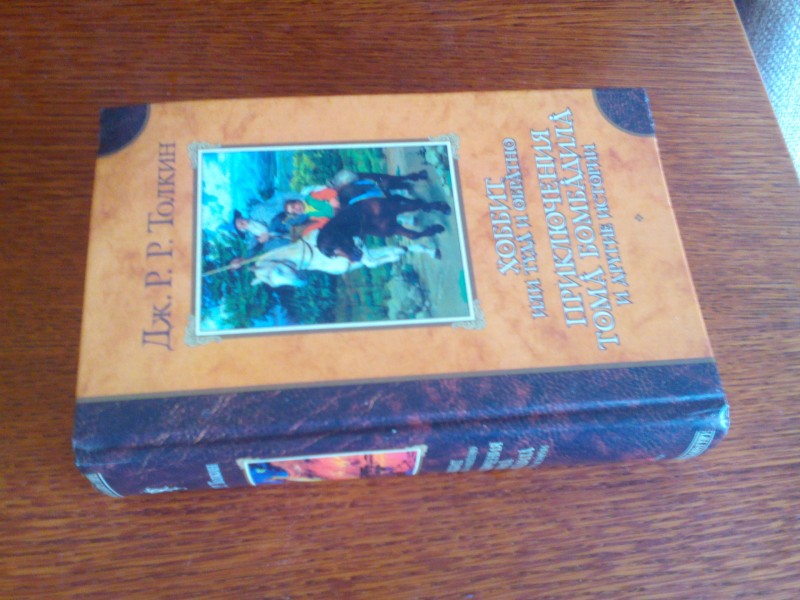 Дж. Р. Р. Толкин
ХОББИТ
ИЛИ ТУДА И ОБРАТНО
ПРИКЛЮЧЕНИЯ
ТОМА БОМБАДИЛА
И ДРУГИЕ ИСТОРИИ